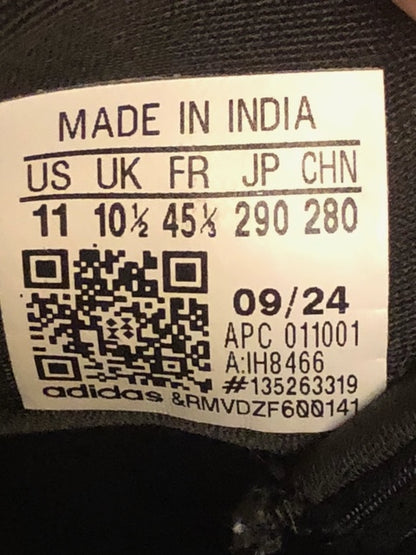 MADE IN INDIA
US UK FR JP CHN
11 10½ 45⅓ 290 280
09/24
APC 011001
A:IH8466
#135263319
adidas &RMVDZF600141